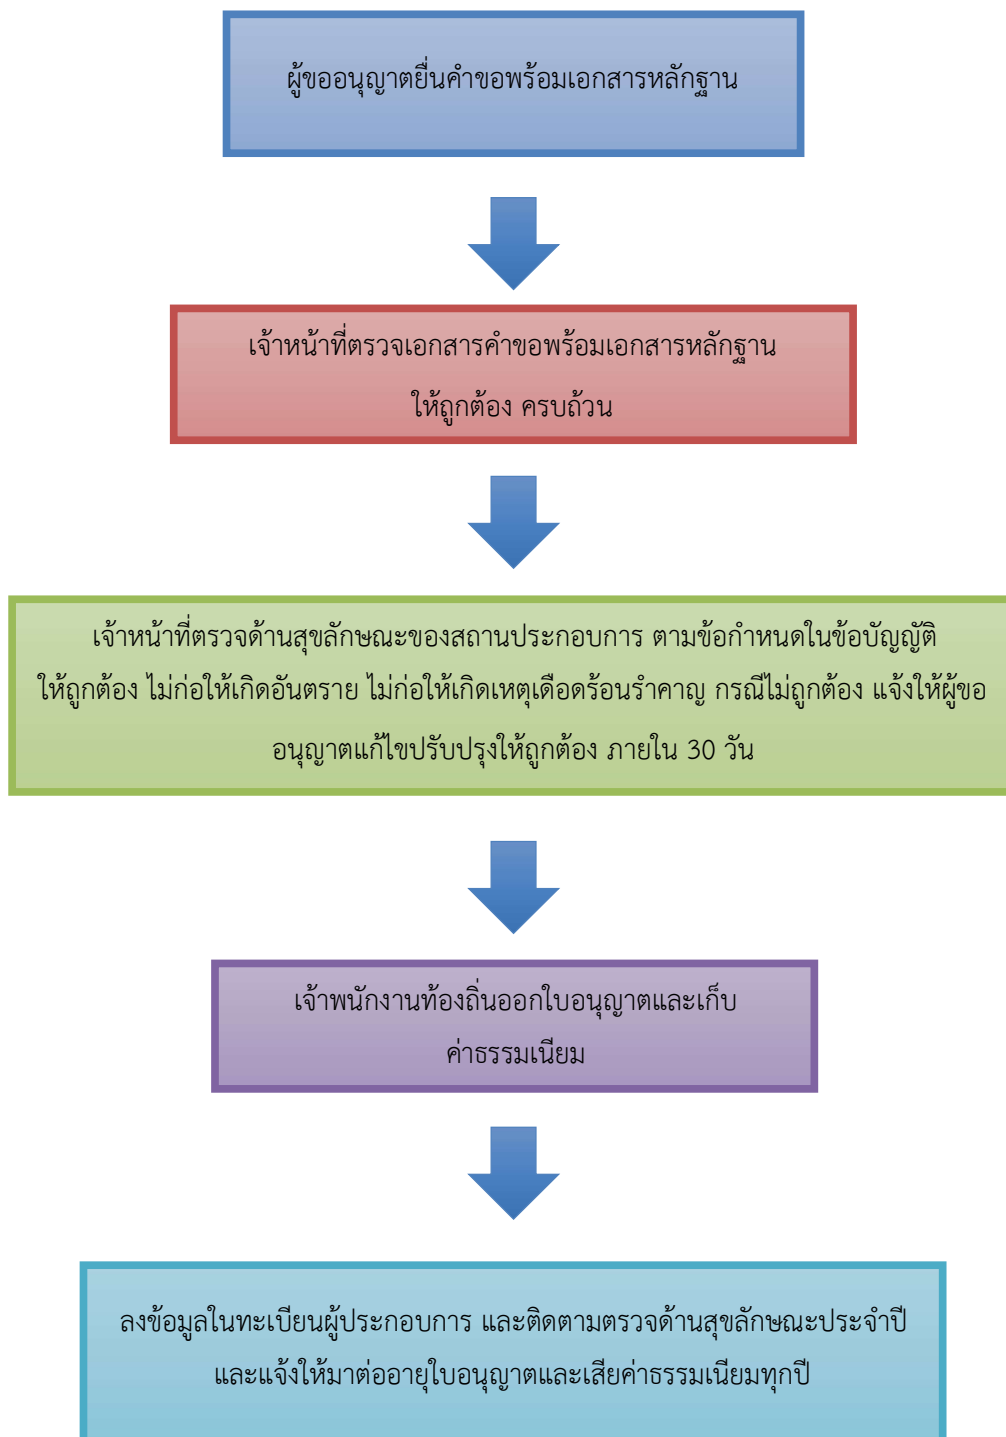 ผู้ขออนุญาตยื่นคำขอพร้อมเอกสารหลักฐาน
เจ้าหน้าที่ตรวจเอกสารคำขอพร้อมเอกสารหลักฐาน
ให้ถูกต้อง ครบถ้วน
เจ้าหน้าที่ตรวจด้านสุขลักษณะของสถานประกอบการ ตามข้อกำหนดในข้อบัญญัติ
ให้ถูกต้อง ไม่ก่อให้เกิดอันตราย ไม่ก่อให้เกิดเหตุเดือดร้อนรำคาญ กรณีไม่ถูกต้อง แจ้งให้ผู้ขอ
อนุญาตแก้ไขปรับปรุงให้ถูกต้อง ภายใน 30 วัน
เจ้าพนักงานท้องถิ่นออกใบอนุญาตและเก็บ
ค่าธรรมเนียม
ลงข้อมูลในทะเบียนผู้ประกอบการ และติดตามตรวจด้านสุขลักษณะประจำปี
และแจ้งให้มาต่ออายุใบอนุญาตและเสียค่าธรรมเนียมทุกปี